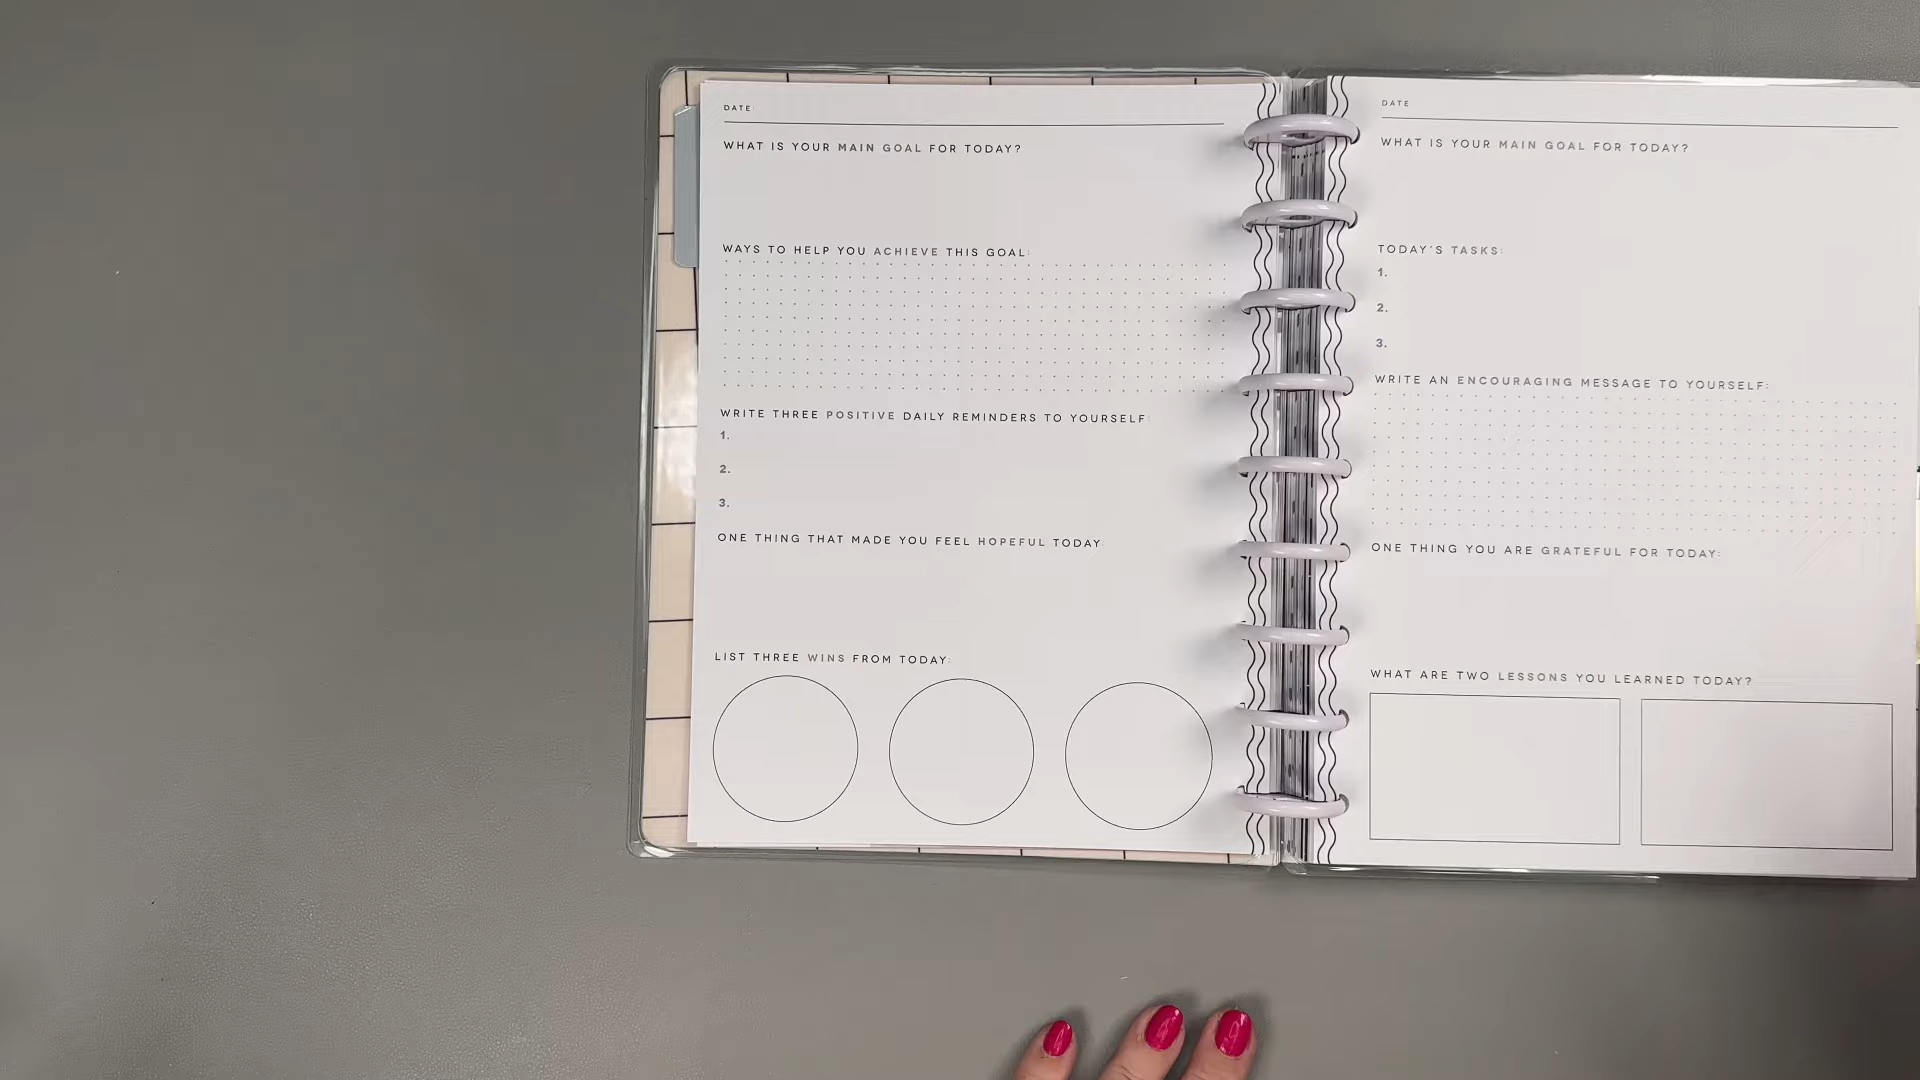 DATE:
WHAT IS YOUR MAIN GOAL FOR TODAY?
WAYS TO HELP YOU ACHIEVE THIS GOAL:
WRITE THREE POSITIVE DAILY REMINDERS TO YOURSELF:
1.
2.
3.
ONE THING THAT MADE YOU FEEL HOPEFUL TODAY:
LIST THREE WINS FROM TODAY:
DATE
WHAT IS YOUR MAIN GOAL FOR TODAY?
TODAY'S TASKS:
1.
2.
3.
WRITE AN ENCOURAGING MESSAGE TO YOURSELF:
ONE THING YOU ARE GRATEFUL FOR TODAY:
WHAT ARE TWO LESSONS YOU LEARNED TODAY?